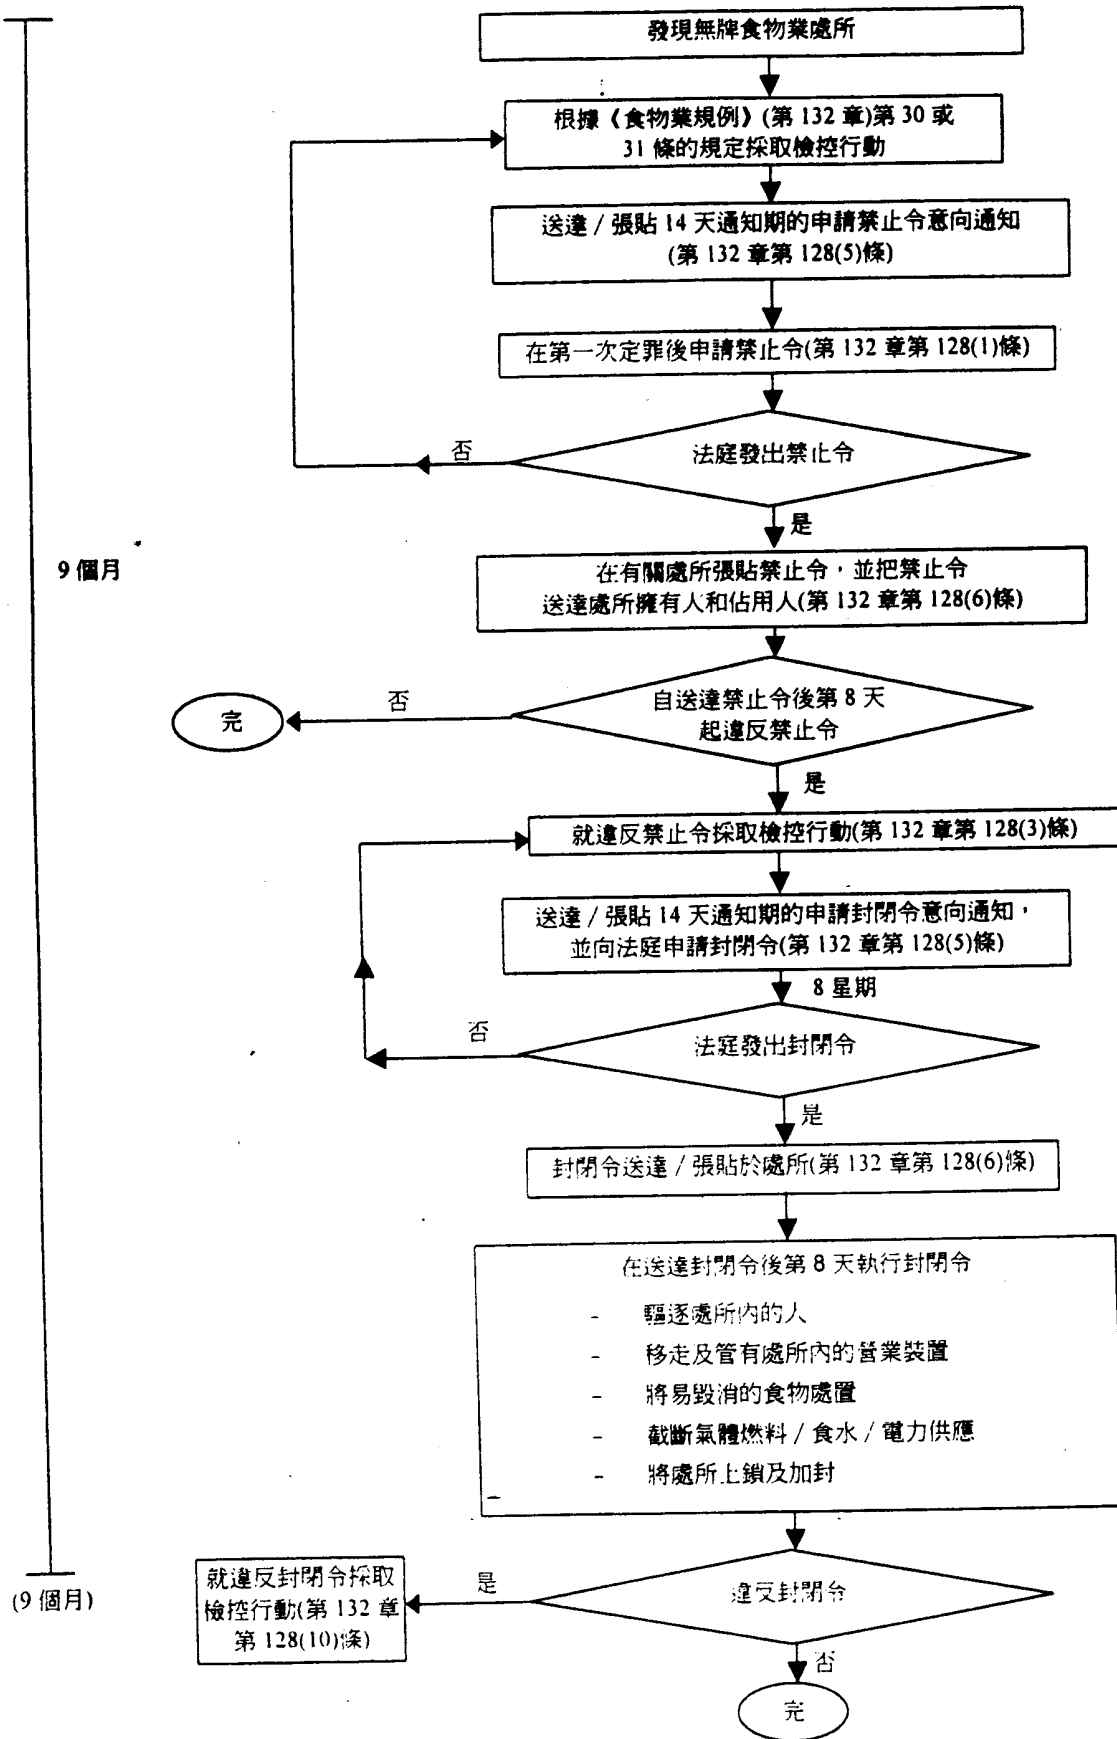 發現無牌食物業處所
根據《食物業規例》(第 132 章)第 30 或
31 條的規定採取檢控行動
送達 / 張貼 14 天通知期的申請禁止令意向通知
(第 132 章第 128(5)條)
在第一次定罪後申請禁止令(第 132 章第 128(1)條)
法庭發出禁止令
否
是
9 個月
在有關處所張貼禁止令，並把禁止令
送達處所擁有人和佔用人(第 132 章第 128(6)條)
自送達禁止令後第 8 天
起違反禁止令
否
完
是
就違反禁止令採取檢控行動(第 132 章第 128(3)條)
送達 / 張貼 14 天通知期的申請封閉令意向通知，
並向法庭申請封閉令(第 132 章第 128(5)條)
8 星期
否
法庭發出封閉令
是
封閉令送達 / 張貼於處所(第 132 章第 128(6)條)
在送達封閉令後第 8 天執行封閉令
- 驅逐處所內的人
- 移走及管有處所內的營業裝置
- 將易毀消的食物處置
- 截斷氣體燃料 / 食水 / 電力供應
- 將處所上鎖及加封
(9 個月)
就違反封閉令採取
檢控行動(第 132 章
第 128(10)條)
是
違反封閉令
否
完